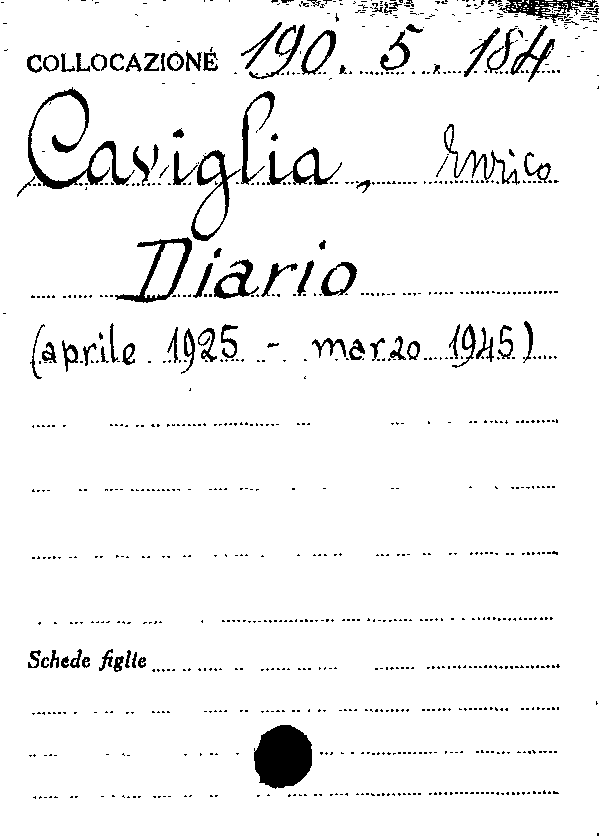 COLLOCAZIONE 190. 5. 184
Caviglia, Enrico
Diario
(aprile 1925 - marzo 1945)
Schede figlie